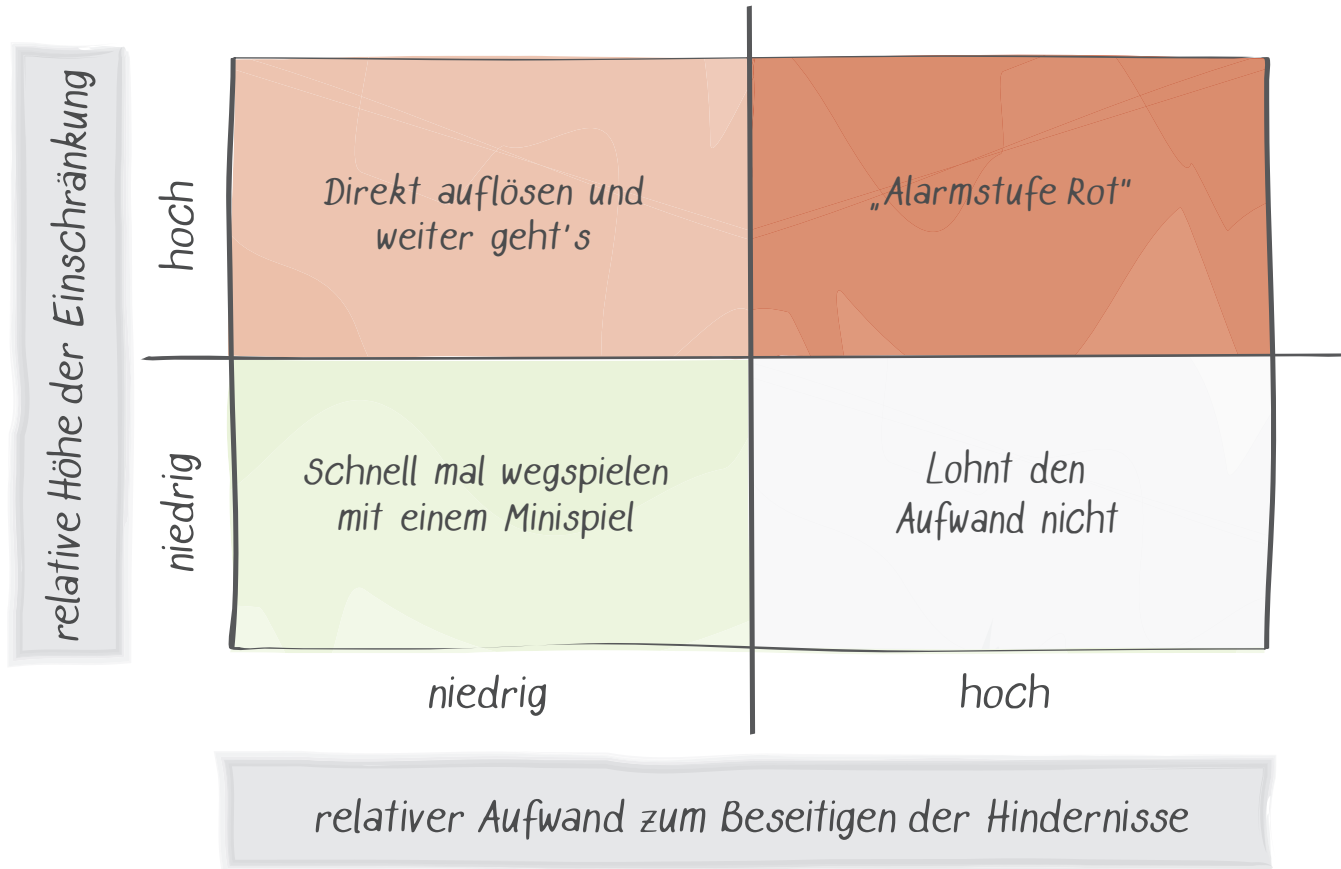 relative Höhe der Einschränkung
hoch
Direkt auflösen und
weiter geht's
„Alarmstufe Rot"
niedrig
Schnell mal wegspielen
mit einem Minispiel
Lohnt den
Aufwand nicht
niedrig
hoch
relativer Aufwand zum Beseitigen der Hindernisse